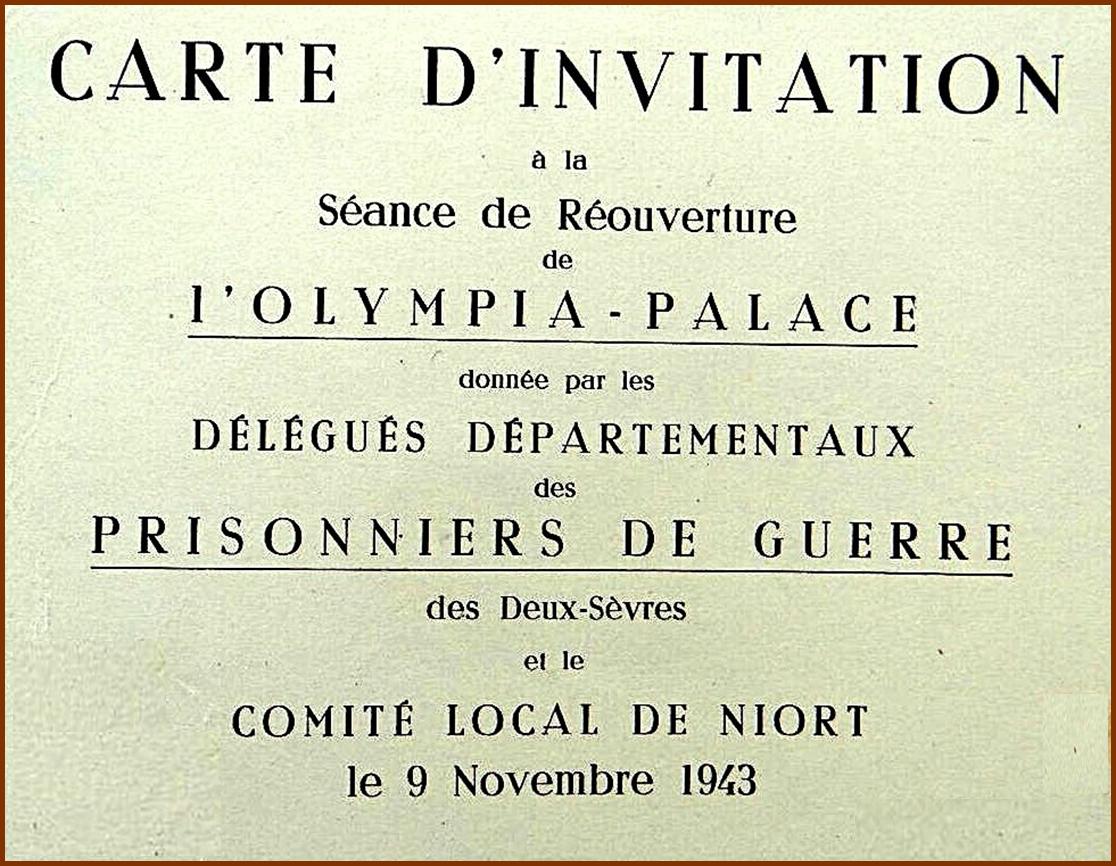 CARTE D'INVITATION
à la
Séance de Réouverture
de
l'OLYMPIA-PALACE
donnée par les
DÉLÉGUÉS DÉPARTEMENTAUX
des
PRISONNIERS DE GUERRE
des Deux-Sèvres
et le
COMITÉ LOCAL DE NIORT
le 9 Novembre 1943